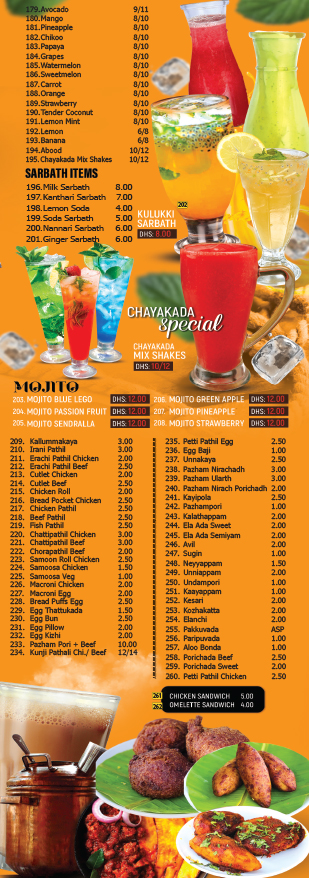 179. Avocado 9/11
180. Mango 8/10
181. Pineapple 8/10
182. Chikoo 8/10
183. Papaya 8/10
184. Grapes 8/10
185. Watermelon 8/10
186. Sweetmelon 8/10
187. Carrot 8/10
188. Orange 8/10
189. Strawberry 8/10
190. Tender Coconut 8/10
191. Lemon Mint 8/10
192. Lemon 6/8
193. Banana 6/8
194. Abood 10/12
195. Chayakada Mix Shakes 10/12
SARBATH ITEMS
196. Milk Sarbath 8.00
197. Kanthari Sarbath 7.00
198. Lemon Soda 4.00
199. Soda Sarbath 5.00
200. Nannari Sarbath 6.00
201. Ginger Sarbath 6.00
202
KULUKKI
SARBATH
DHS: 8.00
CHAYAKADA
Special
CHAYAKADA
MIX SHAKES
DHS: 10/12
MOJITO
203. MOJITO BLUE LEGO DHS: 12.00
204. MOJITO PASSION FRUIT DHS: 12.00
205. MOJITO SENDRALLA DHS: 12.00
206. MOJITO GREEN APPLE DHS: 12.00
207. MOJITO PINEAPPLE DHS: 12.00
208. MOJITO STRAWBERRY DHS: 12.00
209. Kallummakaya 3.00
210. Irani Pathil 3.00
211. Erachi Pathil Chicken 2.00
212. Erachi Pathil Beef 2.50
213. Cutlet Chicken 2.00
214. Cutlet Beef 2.50
215. Chicken Roll 2.00
216. Bread Pocket Chicken 2.50
217. Chicken Pathil 2.50
218. Beef Pathil 2.50
219. Fish Pathil 2.50
220. Chattipathil Chicken 3.00
221. Chattipathil Beef 3.00
222. Chorapathil Beef 2.00
223. Samoon Roll Chicken 2.50
224. Samoosa Chicken 1.50
225. Samoosa Veg 1.00
226. Macroni Chicken 2.00
227. Macroni Egg 2.00
228. Bread Puffs Egg 2.50
229. Egg Thattukada 1.50
230. Egg Bun 2.50
231. Egg Pillow 2.00
232. Egg Kizhi 2.00
233. Pazham Pori + Beef 10.00
234. Kunji Pathali Chi./ Beef 12/14
235. Petti Pathil Egg 2.50
236. Egg Baji 1.00
237. Unnakaya 2.50
238. Pazham Nirachadh 3.00
239. Pazham Ularth 3.00
240. Pazham Nirach Porichadh 2.00
241. Kayipola 2.50
242. Pazhampori 1.00
243. Kalathappam 2.00
244. Ela Ada Sweet 2.00
245. Ela Ada Semiyam 2.00
246. Avil 2.00
247. Sugin 1.00
248. Neyyappam 1.50
249. Unniappam 2.00
250. Undampori 1.00
251. Kaayappam 1.00
252. Kesari 2.00
253. Kozhakatta 2.00
254. Elanchi 2.00
255. Pakkuvada ASP
256. Paripuvada 1.00
257. Aloo Bonda 1.00
258. Porichada Beef 2.50
259. Porichada Sweet 2.00
260. Petti Pathil Chicken 2.50
261 CHICKEN SANDWICH 5.00
262 OMELETTE SANDWICH 4.00